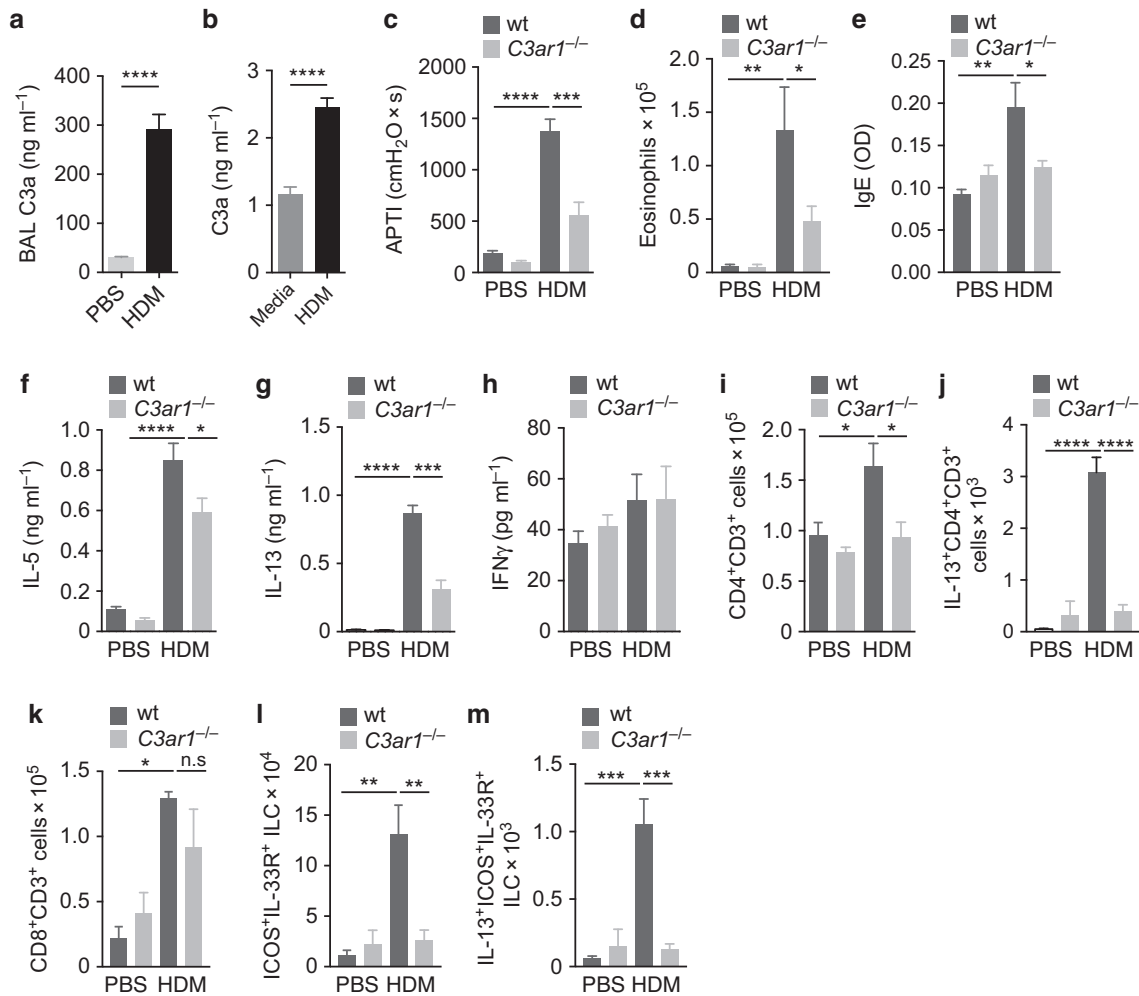 a
BAL C3a (ng ml⁻¹)
400
300
200
100
0
****
PBS
HDM
b
C3a (ng ml⁻¹)
3
2
1
0
****
Media
HDM
c
wt
C3ar1⁻/⁻
APTI (cmH₂O × s)
2000
1500
1000
500
0
**** ***
PBS HDM
d
wt
C3ar1⁻/⁻
Eosinophils × 10⁵
2.0
1.5
1.0
0.5
0
** *
PBS HDM
e
wt
C3ar1⁻/⁻
IgE (OD)
0.25
0.20
0.15
0.10
0.05
0.00
** *
PBS HDM
f
wt
C3ar1⁻/⁻
IL-5 (ng ml⁻¹)
1.0
0.8
0.6
0.4
0.2
0
**** *
PBS HDM
g
wt
C3ar1⁻/⁻
IL-13 (ng ml⁻¹)
1.5
1.0
0.5
0
**** ***
PBS HDM
h
wt
C3ar1⁻/⁻
IFNγ (pg ml⁻¹)
80
60
40
20
0
PBS HDM
i
wt
C3ar1⁻/⁻
CD4⁺CD3⁺ cells × 10⁵
2.0
1.5
1.0
0.5
0
* *
PBS HDM
j
wt
C3ar1⁻/⁻
IL-13⁺CD4⁺CD3⁺
cells × 10³
4
3
2
1
0
**** ****
PBS HDM
k
wt
C3ar1⁻/⁻
CD8⁺CD3⁺ cells × 10⁵
1.5
1.0
0.5
0
* n.s
PBS HDM
l
wt
C3ar1⁻/⁻
ICOS⁺IL-33R⁺ ILC × 10⁴
20
15
10
5
0
** **
PBS HDM
m
wt
C3ar1⁻/⁻
IL-13⁺ICOS⁺IL-33R⁺
ILC × 10³
1.5
1.0
0.5
0
*** ***
PBS HDM